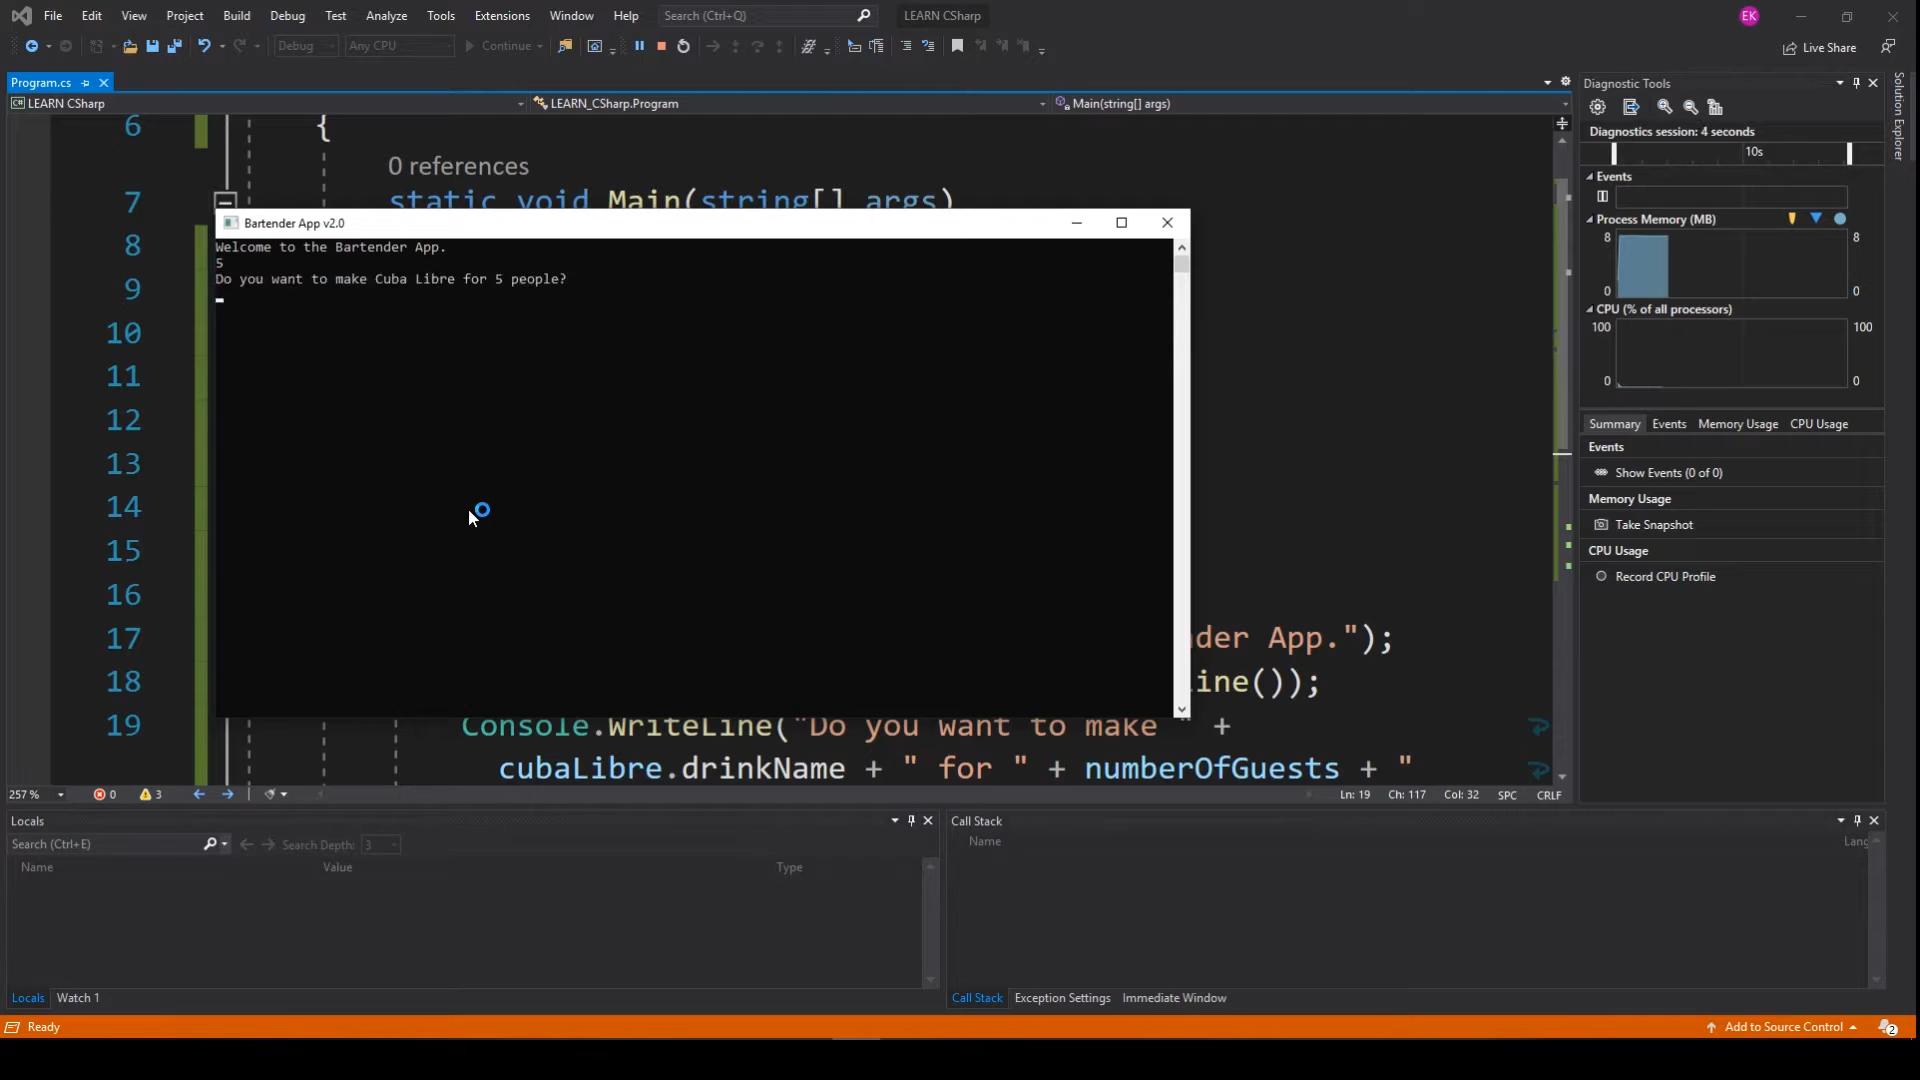 File Edit View Project Build Debug Test Analyze Tools Extensions Window Help Search (Ctrl+Q) LEARN CSharp EK
Debug Any CPU Continue Live Share
Program.cs
LEARN CSharp LEARN_CSharp.Program Main(string[] args)
6 {
0 references
7 static void Main(string[] args)
8
9
10
11
12
13
14
15
16
17 nder App.");
18 ine());
19 Console.WriteLine("Do you want to make " +
cubaLibre.drinkName + " for " + numberOfGuests + "
Bartender App v2.0
Welcome to the Bartender App.
5
Do you want to make Cuba Libre for 5 people?
257 % 0 3 Ln: 19 Ch: 117 Col: 32 SPC CRLF
Diagnostic Tools
Diagnostics session: 4 seconds
10s
Events
Process Memory (MB)
8 8
0 0
CPU (% of all processors)
100 100
0 0
Summary Events Memory Usage CPU Usage
Events
Show Events (0 of 0)
Memory Usage
Take Snapshot
CPU Usage
Record CPU Profile
Solution Explorer
Locals
Search (Ctrl+E) Search Depth: 3
Name Value Type
Locals Watch 1
Call Stack
Name Lang
Call Stack Exception Settings Immediate Window
Ready Add to Source Control 2